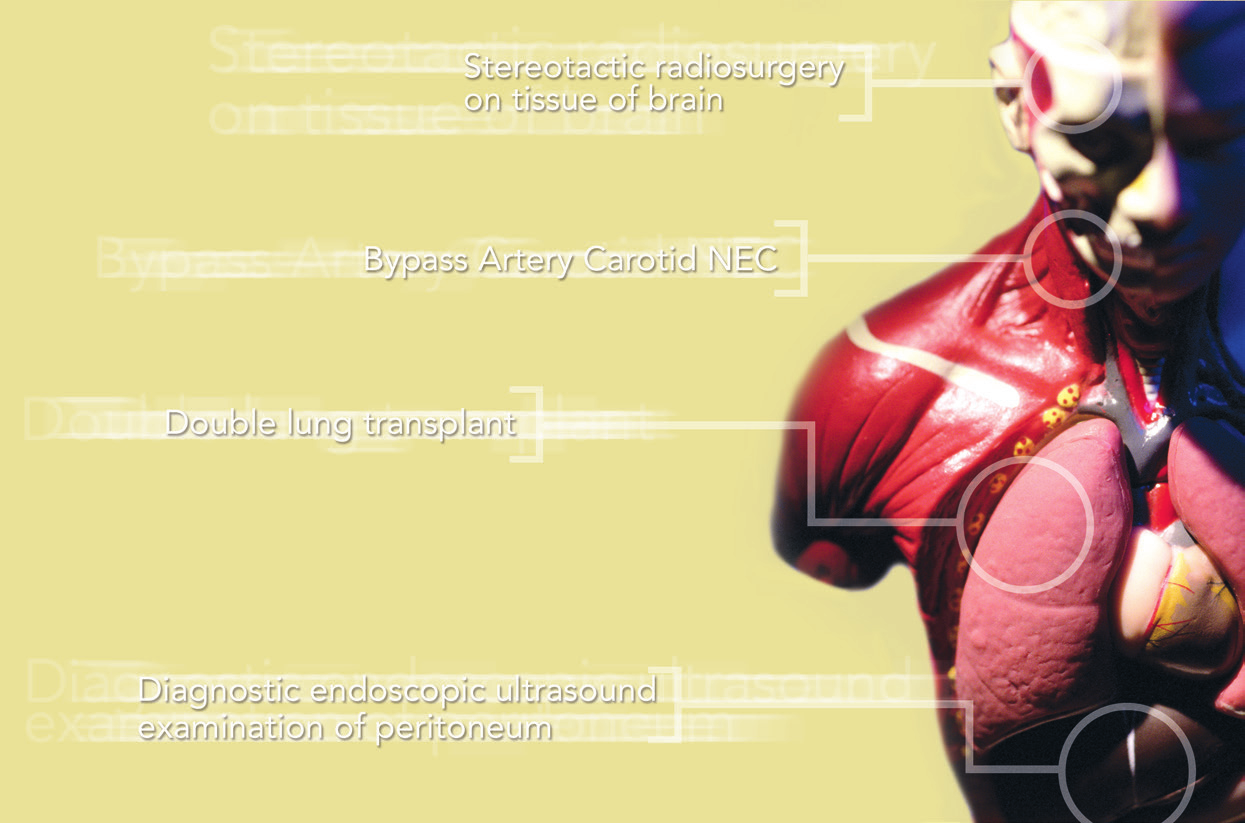 Stereotactic radiosurgery
on tissue of brain
Bypass Artery Carotid NEC
Double lung transplant
Diagnostic endoscopic ultrasound
examination of peritoneum